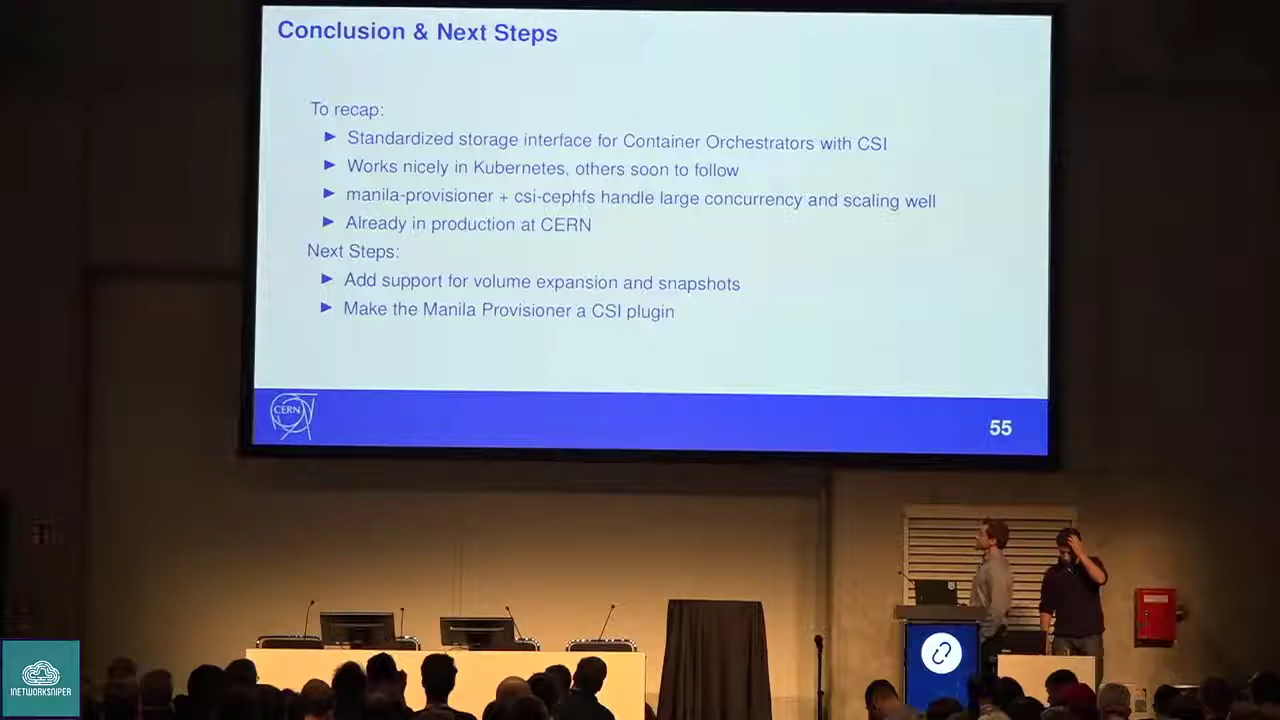 Conclusion & Next Steps
To recap:
Standardized storage interface for Container Orchestrators with CSI
Works nicely in Kubernetes, others soon to follow
manila-provisioner + csi-cephfs handle large concurrency and scaling well
Already in production at CERN
Next Steps:
Add support for volume expansion and snapshots
Make the Manila Provisioner a CSI plugin
CERN
55
INETWORKSNIPER